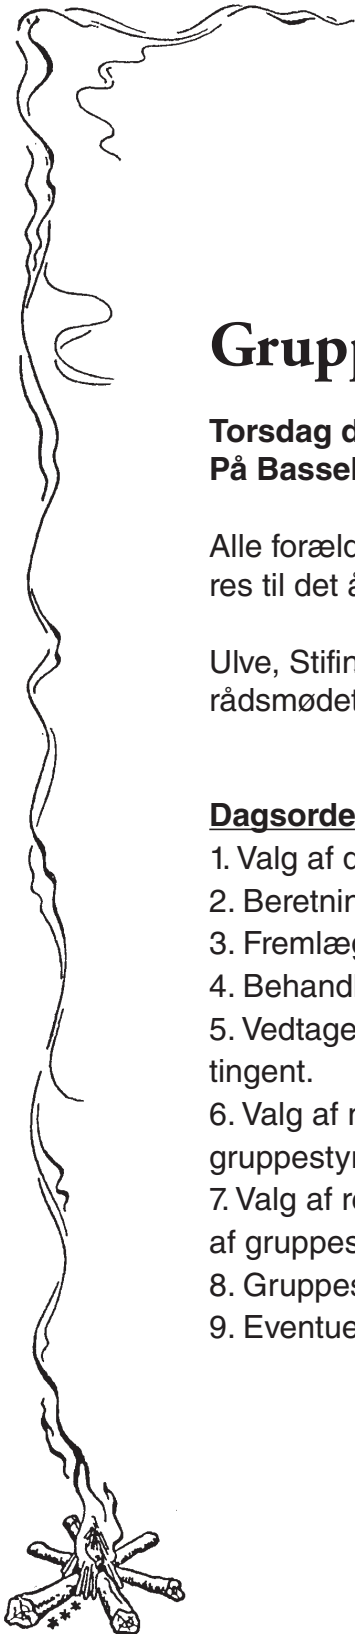 Grupp
Torsdag d
På Bassel
Alle foræld
res til det å
Ulve, Stifin
rådsmødet
Dagsorde
1. Valg af d
2. Beretnin
3. Fremlæg
4. Behandl
5. Vedtage
tingent.
6. Valg af r
gruppestyr
7. Valg af re
af gruppes
8. Gruppes
9. Eventue